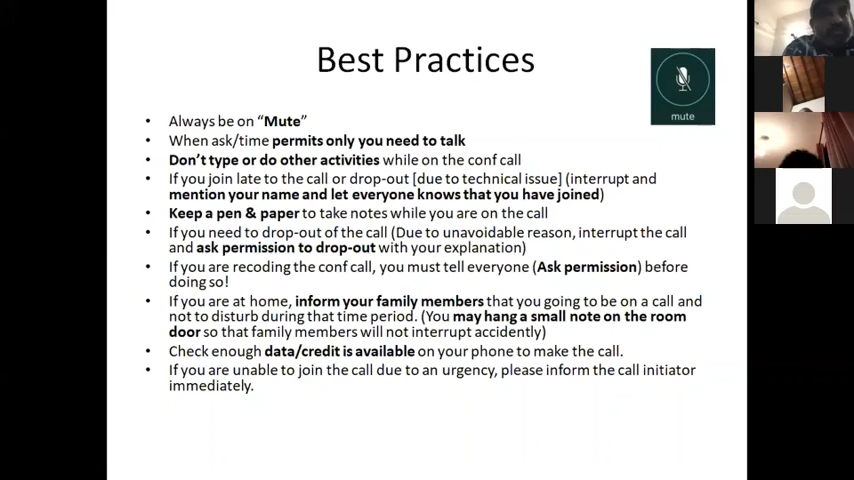 Best Practices
mute
• Always be on “Mute”
• When ask/time permits only you need to talk
• Don’t type or do other activities while on the conf call
• If you join late to the call or drop-out [due to technical issue] (interrupt and
mention your name and let everyone knows that you have joined)
• Keep a pen & paper to take notes while you are on the call
• If you need to drop-out of the call (Due to unavoidable reason, interrupt the call
and ask permission to drop-out with your explanation)
• If you are recoding the conf call, you must tell everyone (Ask permission) before
doing so!
• If you are at home, inform your family members that you going to be on a call and
not to disturb during that time period. (You may hang a small note on the room
door so that family members will not interrupt accidently)
• Check enough data/credit is available on your phone to make the call.
• If you are unable to join the call due to an urgency, please inform the call initiator
immediately.